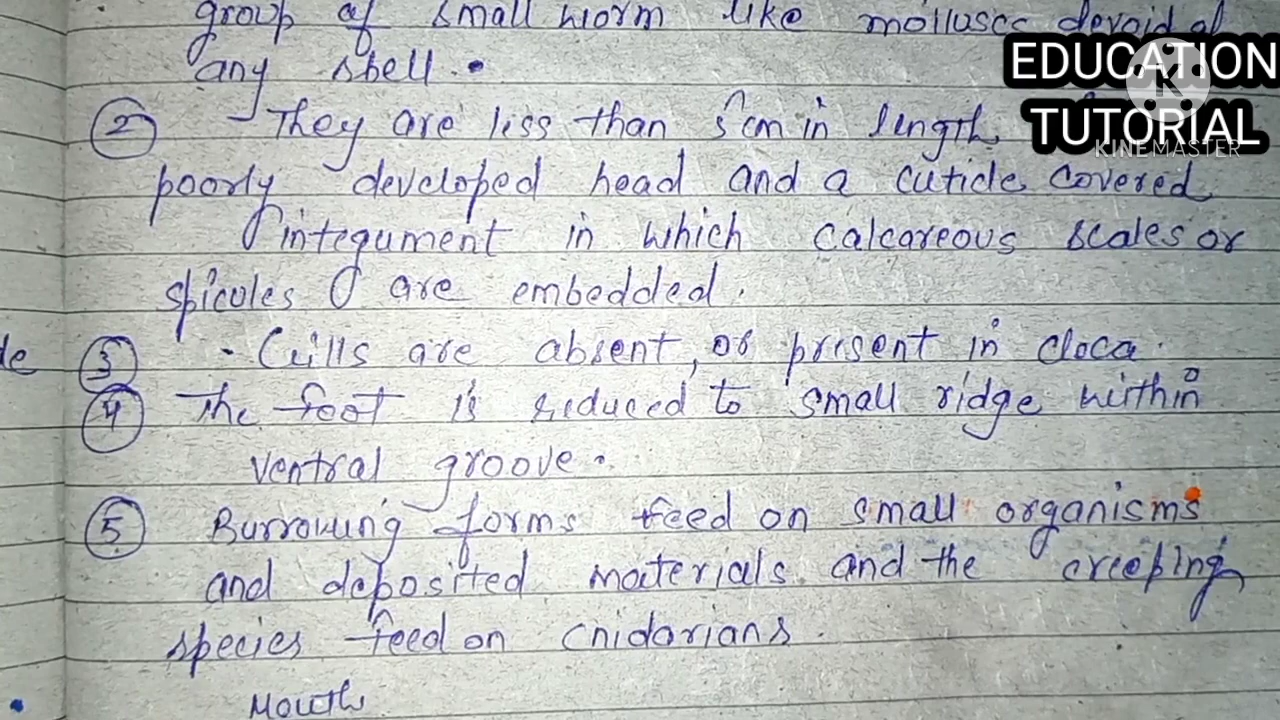 group of small worm like molluscs devoid of
any shell.
EDUCATION
TUTORIAL
KINEMASTER
② They are less than 5cm in length
poorly developed head and a cuticle covered
integument in which calcareous scales or
spicules are embedded.
③ - Gills are absent, or present in cloca.
④ The foot is reduced to small ridge within
ventral groove.
⑤ Burrowing forms feed on small organisms
and deposited materials and the creeping
species feed on cnidarians.
Mouth